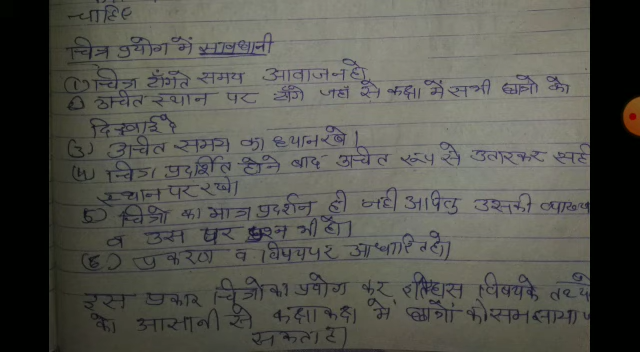 चाहिए
चित्र प्रयोग में सावधानी
(1) चित्र टाँगते समय आवाज न हो
(2) उचित स्थान पर टाँगे जहाँ से कक्षा में सभी छात्रों को
दिखाई दे
(3) उचित समय का ध्यान रखे।
(4) चित्र प्रदर्शित होने बाद उचित रूप से उतारकर सही
स्थान पर रखे।
5) चित्रों का मात्र प्रदर्शन ही नहीं अपितु उसकी व्याख्या
व उस पर प्रश्न भी हो।
(6) प्रकरण व विषय पर आधारित हो।
इस प्रकार चित्रों का प्रयोग कर इतिहास विषय के तथ्यों
को आसानी से कक्षा कक्षा में छात्रों को समझाया
सकता है।